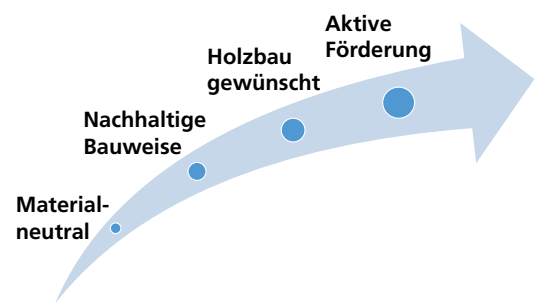 Aktive
Förderung
Holzbau
gewünscht
Nachhaltige
Bauweise
Material-
neutral